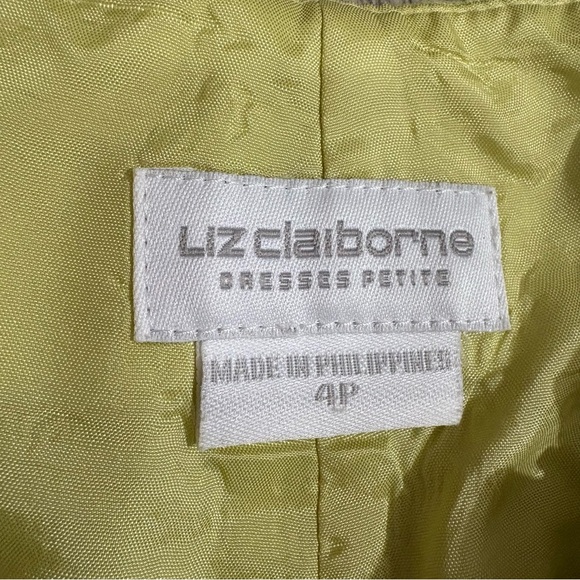 Liz claiborne
DRESSES PETITE
MADE IN PHILIPPINES
4P